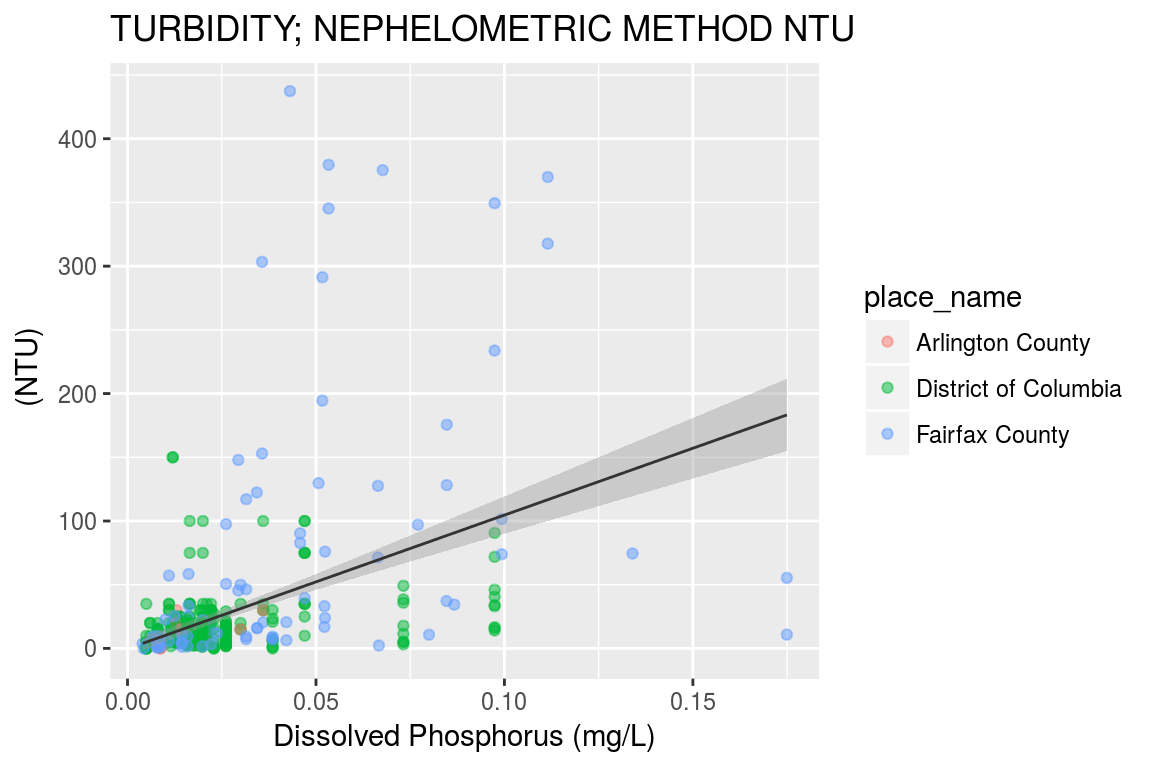 TURBIDITY; NEPHELOMETRIC METHOD NTU
(NTU)
400
300
200
100
0
0.00
0.05
0.10
0.15
Dissolved Phosphorus (mg/L)
place_name
Arlington County
District of Columbia
Fairfax County